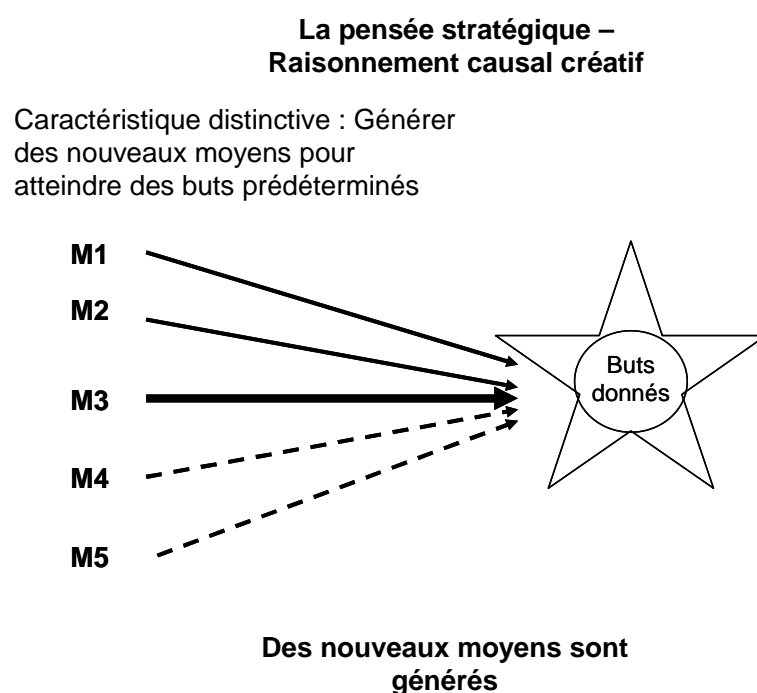 La pensée stratégique –
Raisonnement causal créatif
Caractéristique distinctive : Générer
des nouveaux moyens pour
atteindre des buts prédéterminés
M1
M2
M3
M4
M5
Buts
donnés
Des nouveaux moyens sont
générés